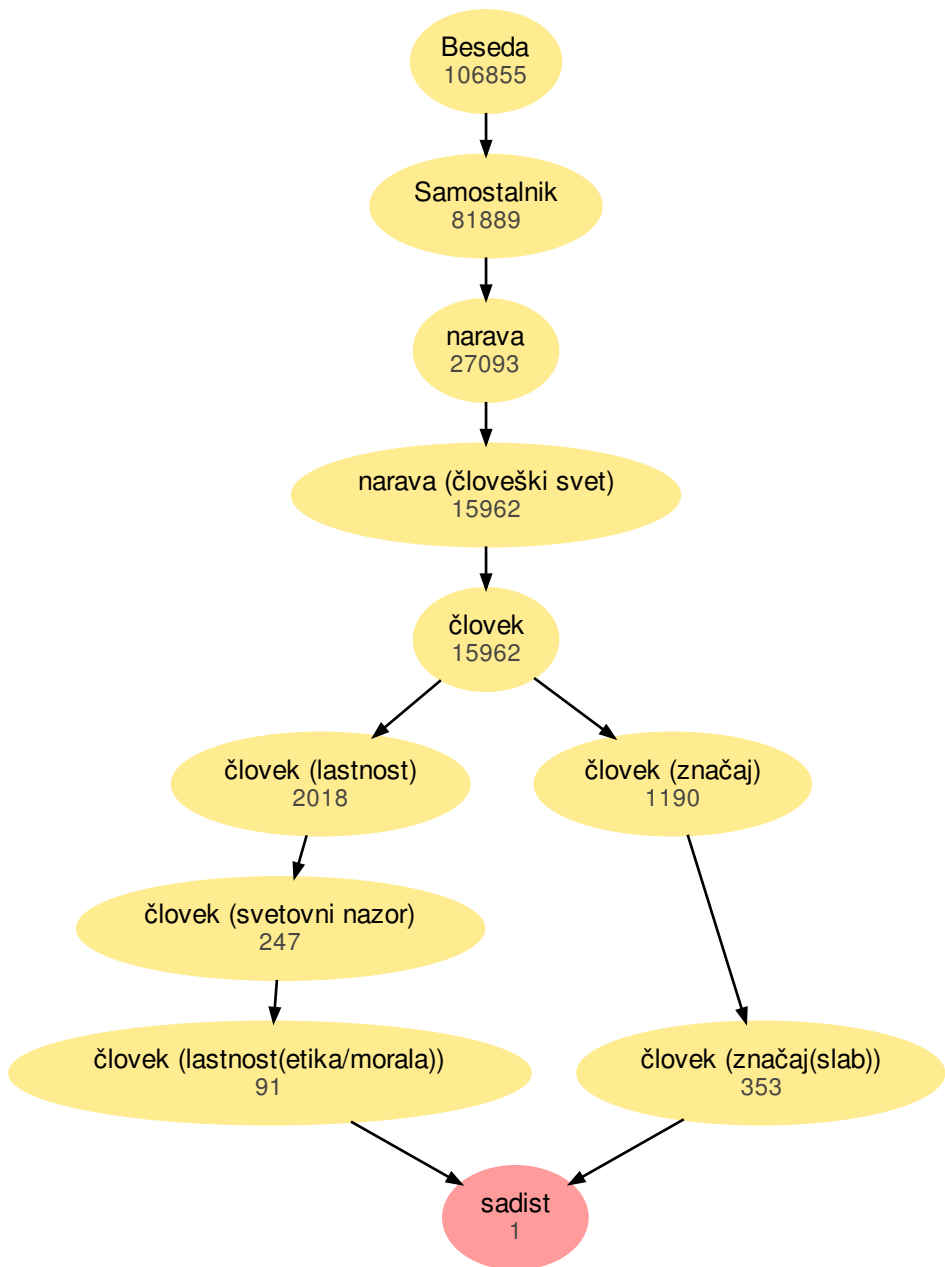 Beseda
106855
Samostalnik
81889
narava
27093
narava (človeški svet)
15962
človek
15962
človek (lastnost)
2018
človek (značaj)
1190
človek (svetovni nazor)
247
človek (lastnost(etika/morala))
91
človek (značaj(slab))
353
sadist
1